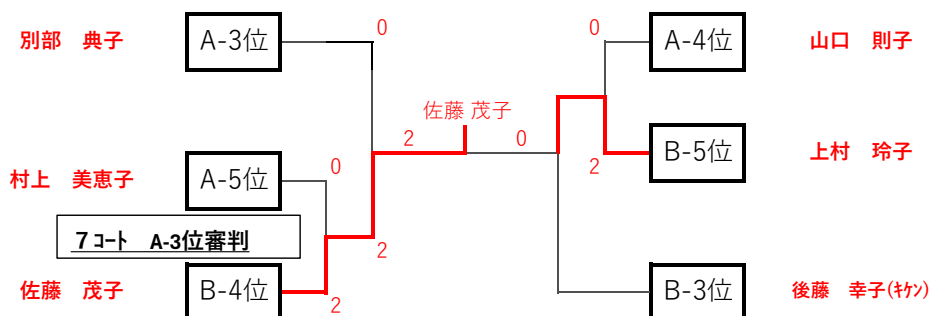 別部　典子 A-3位 0 0 A-4位 山口　則子
佐藤 茂子
2 0
村上　美恵子 A-5位 0 2 B-5位 上村　玲子
７コート　A-3位審判
2
佐藤　茂子 B-4位 2 B-3位 後藤　幸子(キケン)